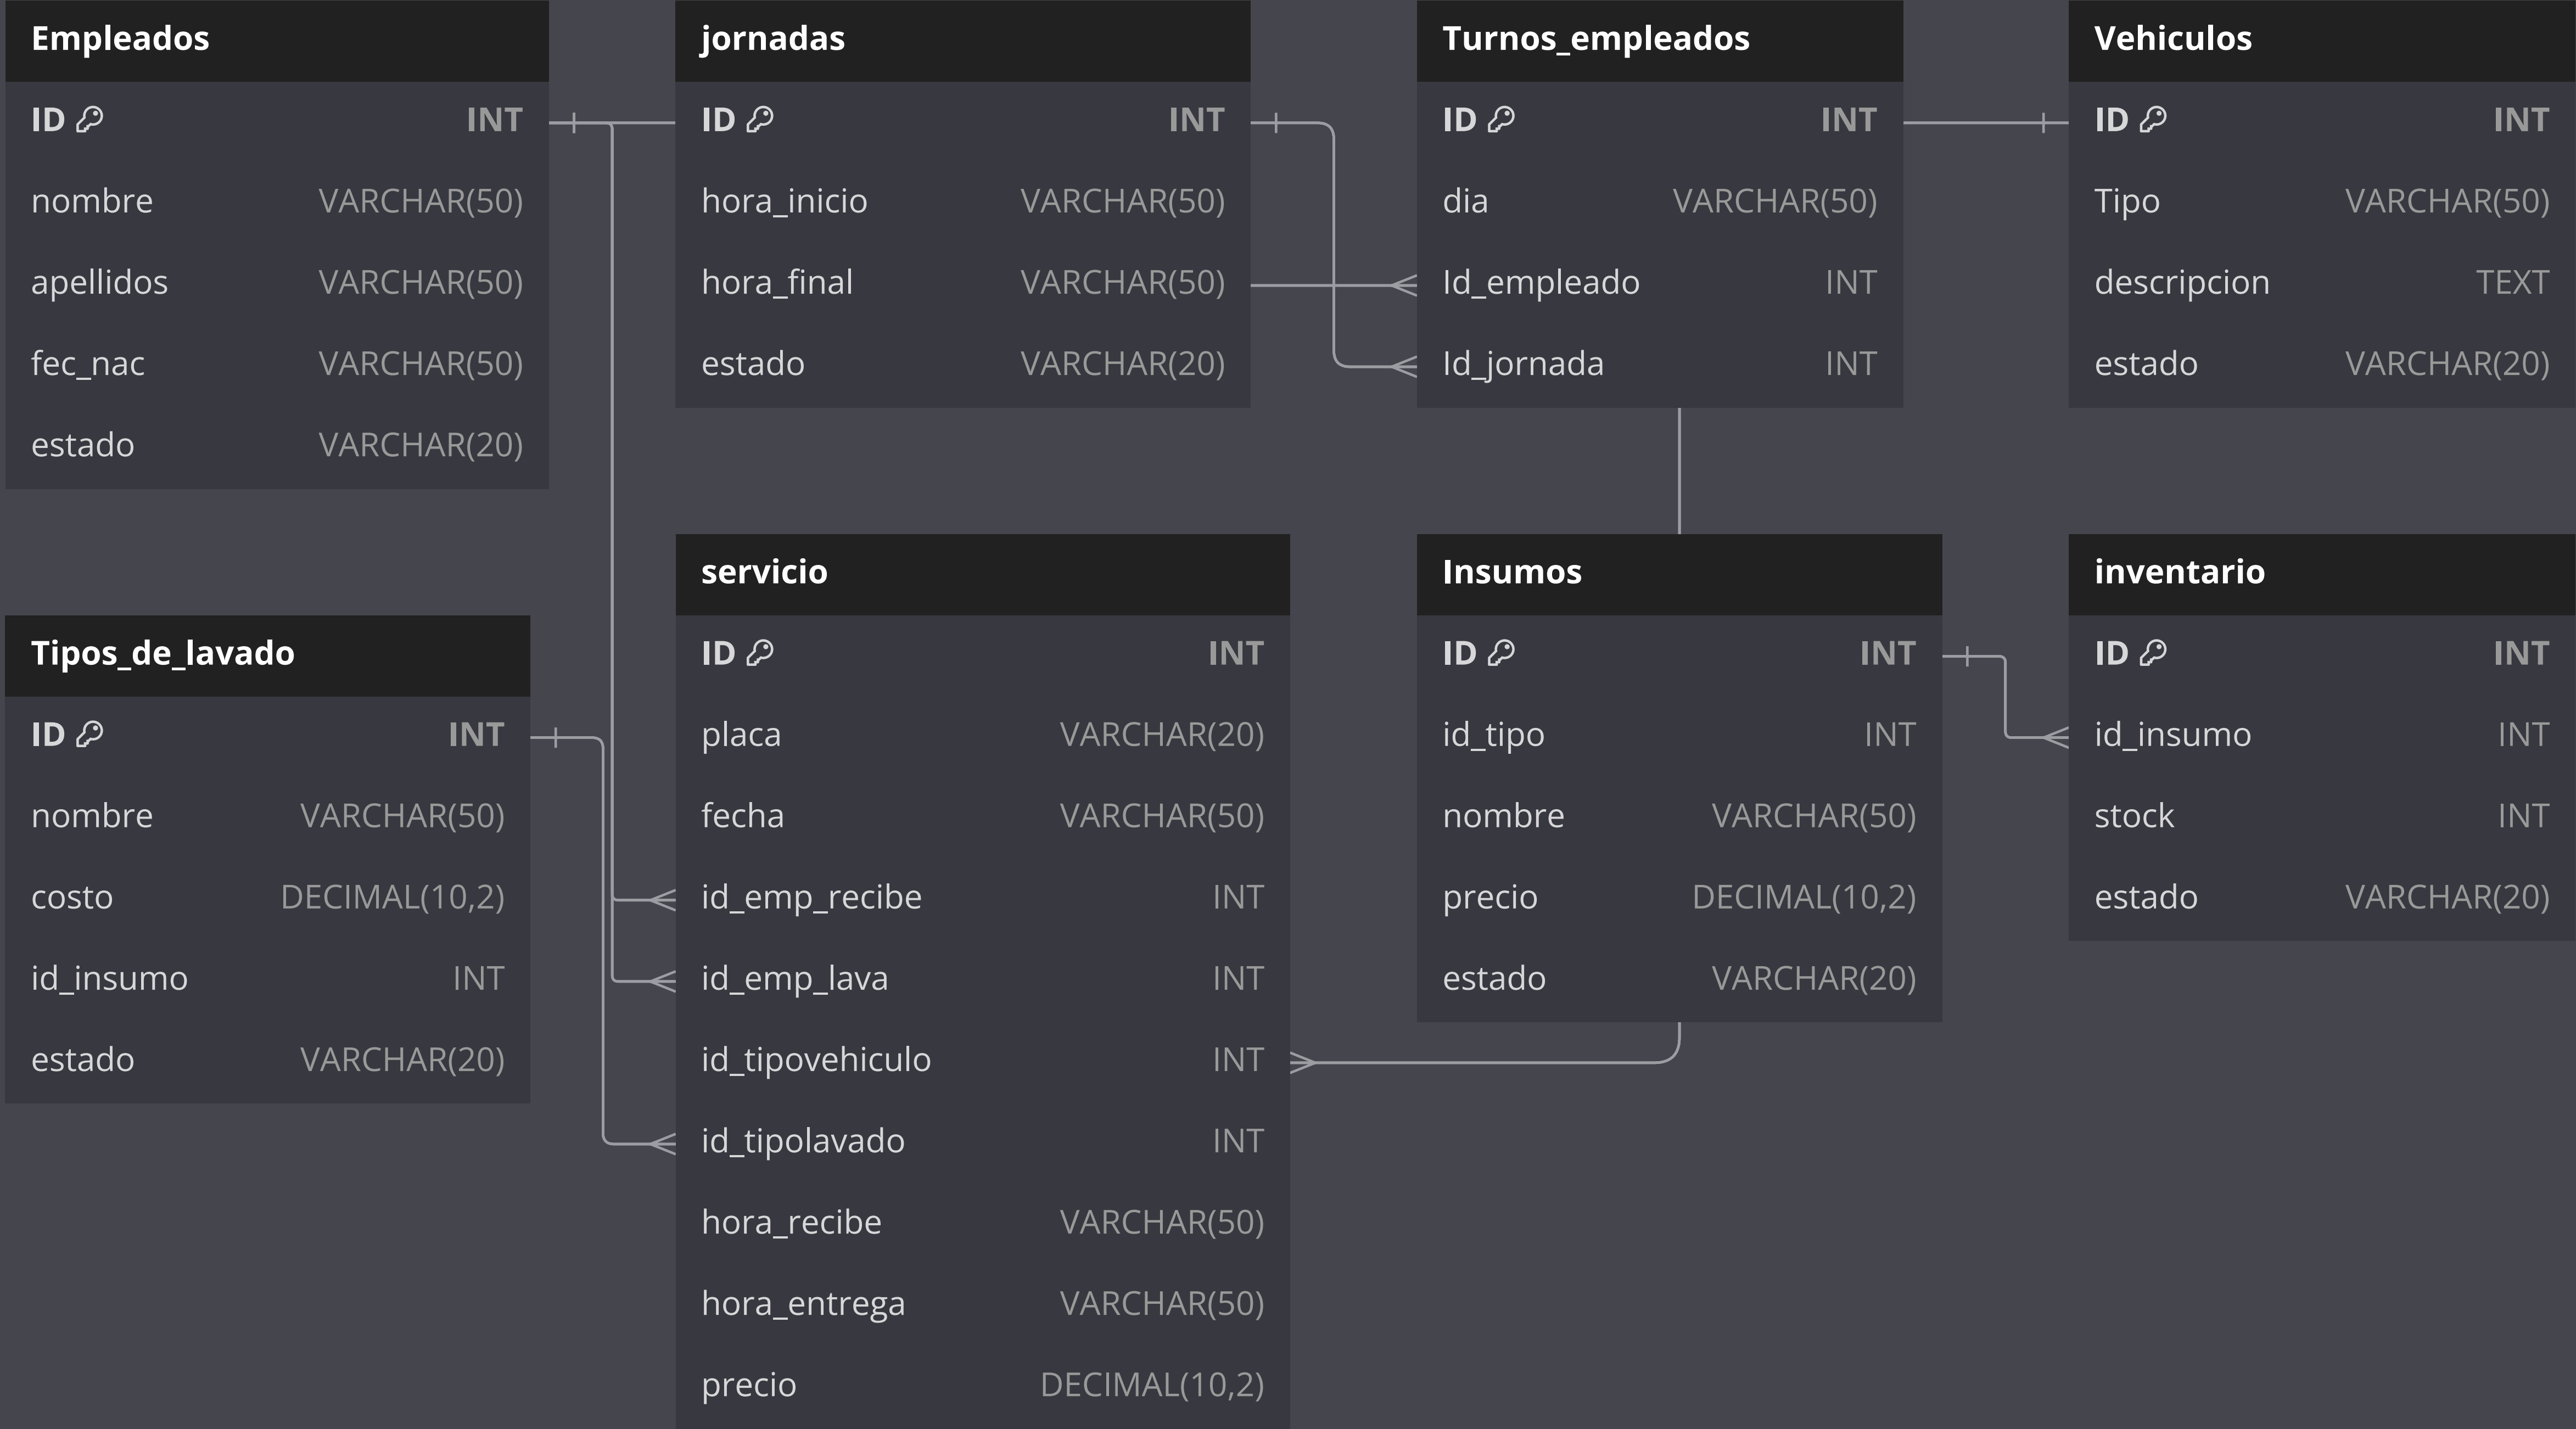 Empleados
ID INT
nombre VARCHAR(50)
apellidos VARCHAR(50)
fec_nac VARCHAR(50)
estado VARCHAR(20)
jornadas
ID INT
hora_inicio VARCHAR(50)
hora_final VARCHAR(50)
estado VARCHAR(20)
Turnos_empleados
ID INT
dia VARCHAR(50)
Id_empleado INT
Id_jornada INT
Vehiculos
ID INT
Tipo VARCHAR(50)
descripcion TEXT
estado VARCHAR(20)
Tipos_de_lavado
ID INT
nombre VARCHAR(50)
costo DECIMAL(10,2)
id_insumo INT
estado VARCHAR(20)
servicio
ID INT
placa VARCHAR(20)
fecha VARCHAR(50)
id_emp_recibe INT
id_emp_lava INT
id_tipovehiculo INT
id_tipolavado INT
hora_recibe VARCHAR(50)
hora_entrega VARCHAR(50)
precio DECIMAL(10,2)
Insumos
ID INT
id_tipo INT
nombre VARCHAR(50)
precio DECIMAL(10,2)
estado VARCHAR(20)
inventario
ID INT
id_insumo INT
stock INT
estado VARCHAR(20)